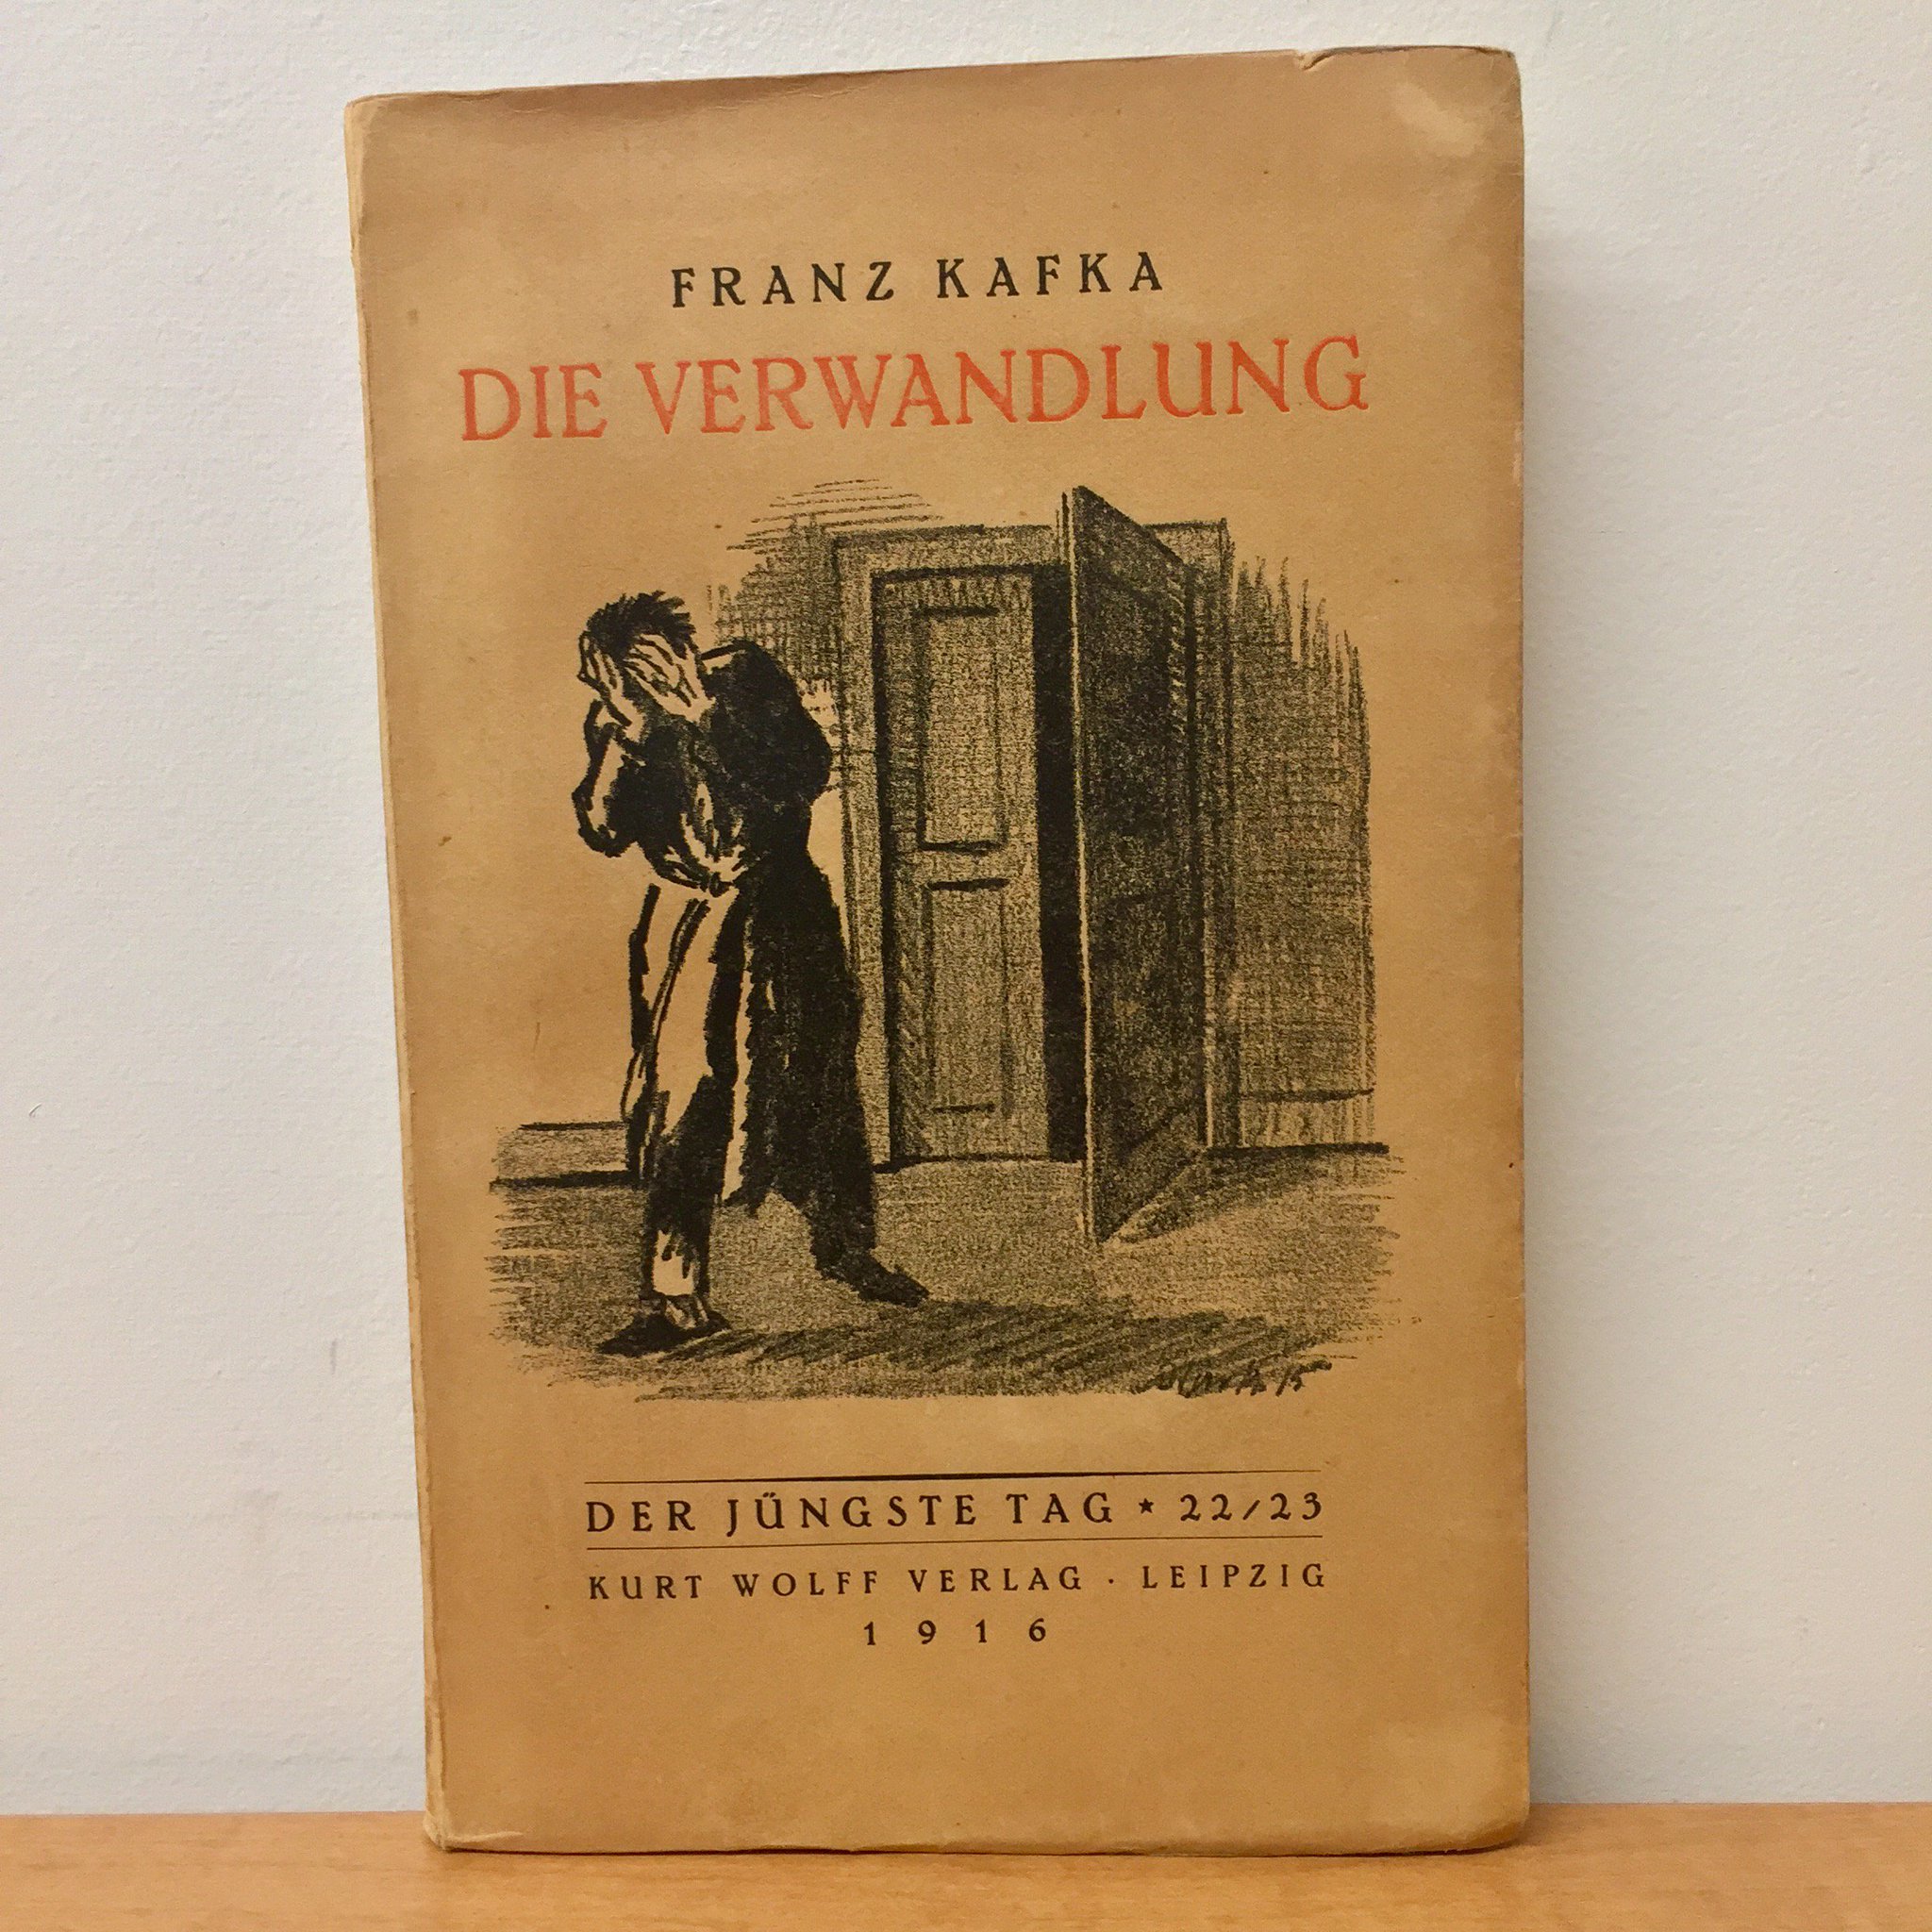 FRANZ KAFKA
DIE VERWANDLUNG
DER JÜNGSTE TAG ★ 22/23
KURT WOLFF VERLAG · LEIPZIG
1916